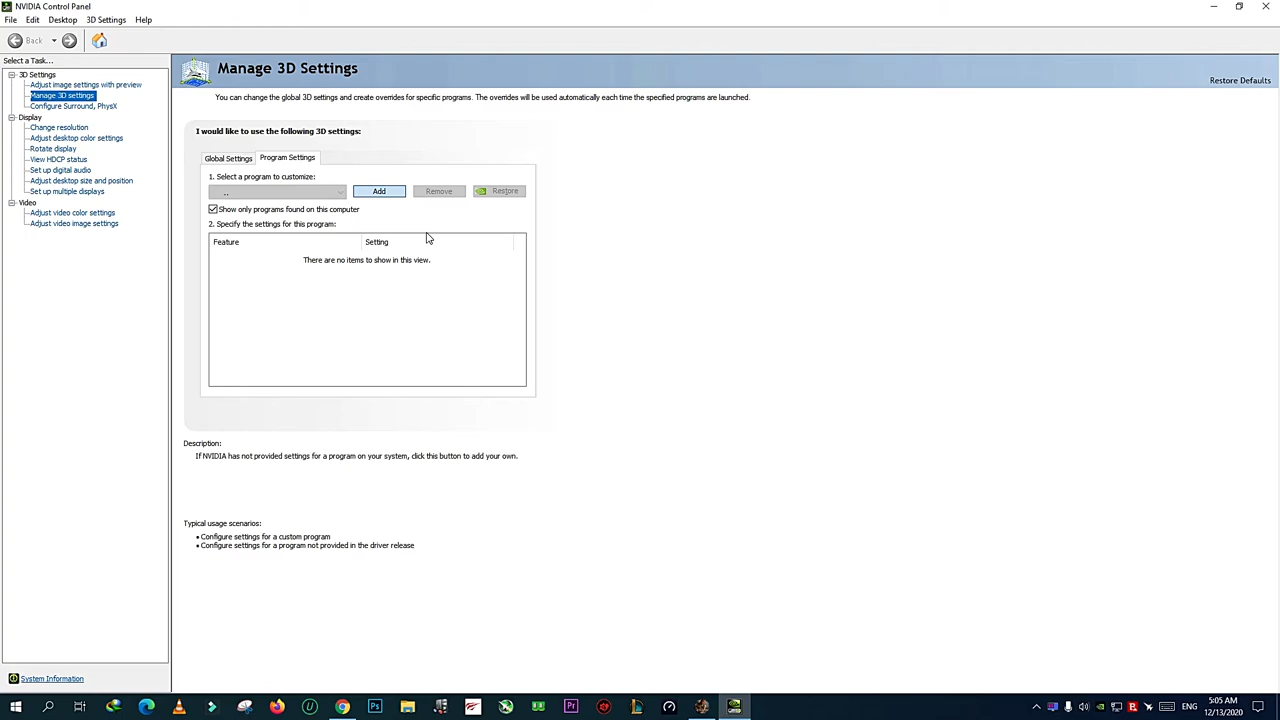 NVIDIA Control Panel
File Edit Desktop 3D Settings Help
Back
Select a Task...
3D Settings
Adjust image settings with preview
Manage 3D settings
Configure Surround, PhysX
Display
Change resolution
Adjust desktop color settings
Rotate display
View HDCP status
Set up digital audio
Adjust desktop size and position
Set up multiple displays
Video
Adjust video color settings
Adjust video image settings
System Information
Manage 3D Settings
Restore Defaults
You can change the global 3D settings and create overrides for specific programs. The overrides will be used automatically each time the specified programs are launched.
I would like to use the following 3D settings:
Global Settings Program Settings
1. Select a program to customize:
.. Add Remove Restore
Show only programs found on this computer
2. Specify the settings for this program:
Feature Setting
There are no items to show in this view.
Description:
If NVIDIA has not provided settings for a program on your system, click this button to add your own.
Typical usage scenarios:
• Configure settings for a custom program
• Configure settings for a program not provided in the driver release
ENG
5:05 AM
12/13/2020